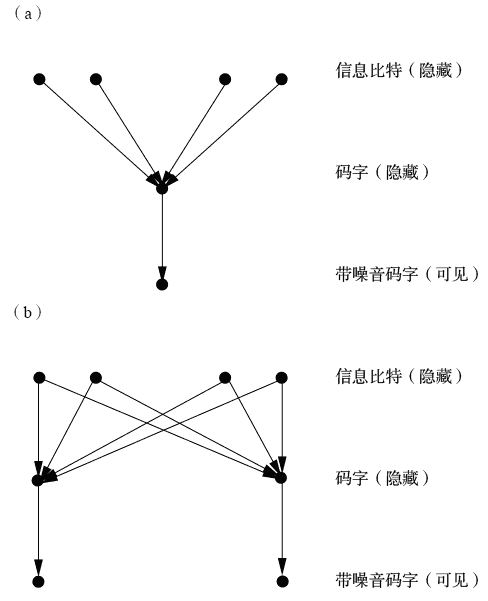 （a）
信息比特（隐藏）
码字（隐藏）
带噪音码字（可见）
（b）
信息比特（隐藏）
码字（隐藏）
带噪音码字（可见）